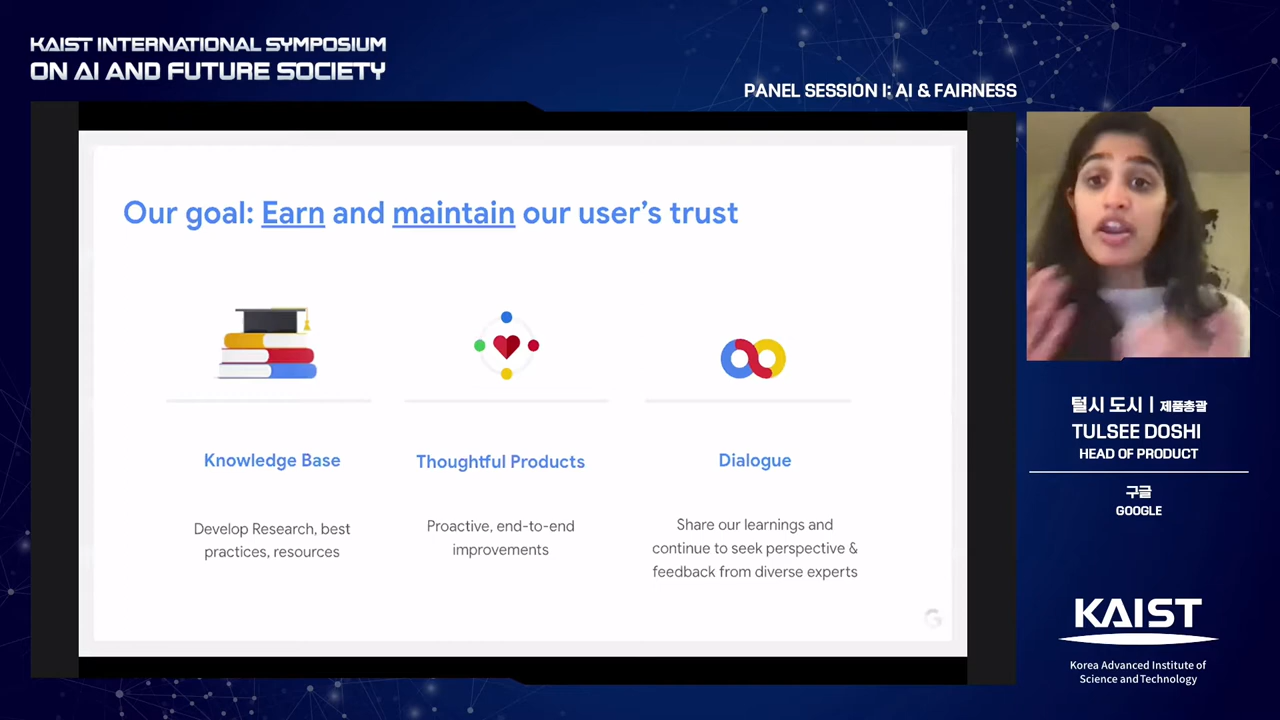 KAIST INTERNATIONAL SYMPOSIUM
ON AI AND FUTURE SOCIETY
PANEL SESSION I: AI & FAIRNESS
Our goal: Earn and maintain our user's trust
Knowledge Base
Develop Research, best
practices, resources
Thoughtful Products
Proactive, end-to-end
improvements
Dialogue
Share our learnings and
continue to seek perspective &
feedback from diverse experts
G
털시 도시 | 제품총괄
TULSEE DOSHI
HEAD OF PRODUCT
구글
GOOGLE
KAIST
Korea Advanced Institute of
Science and Technology